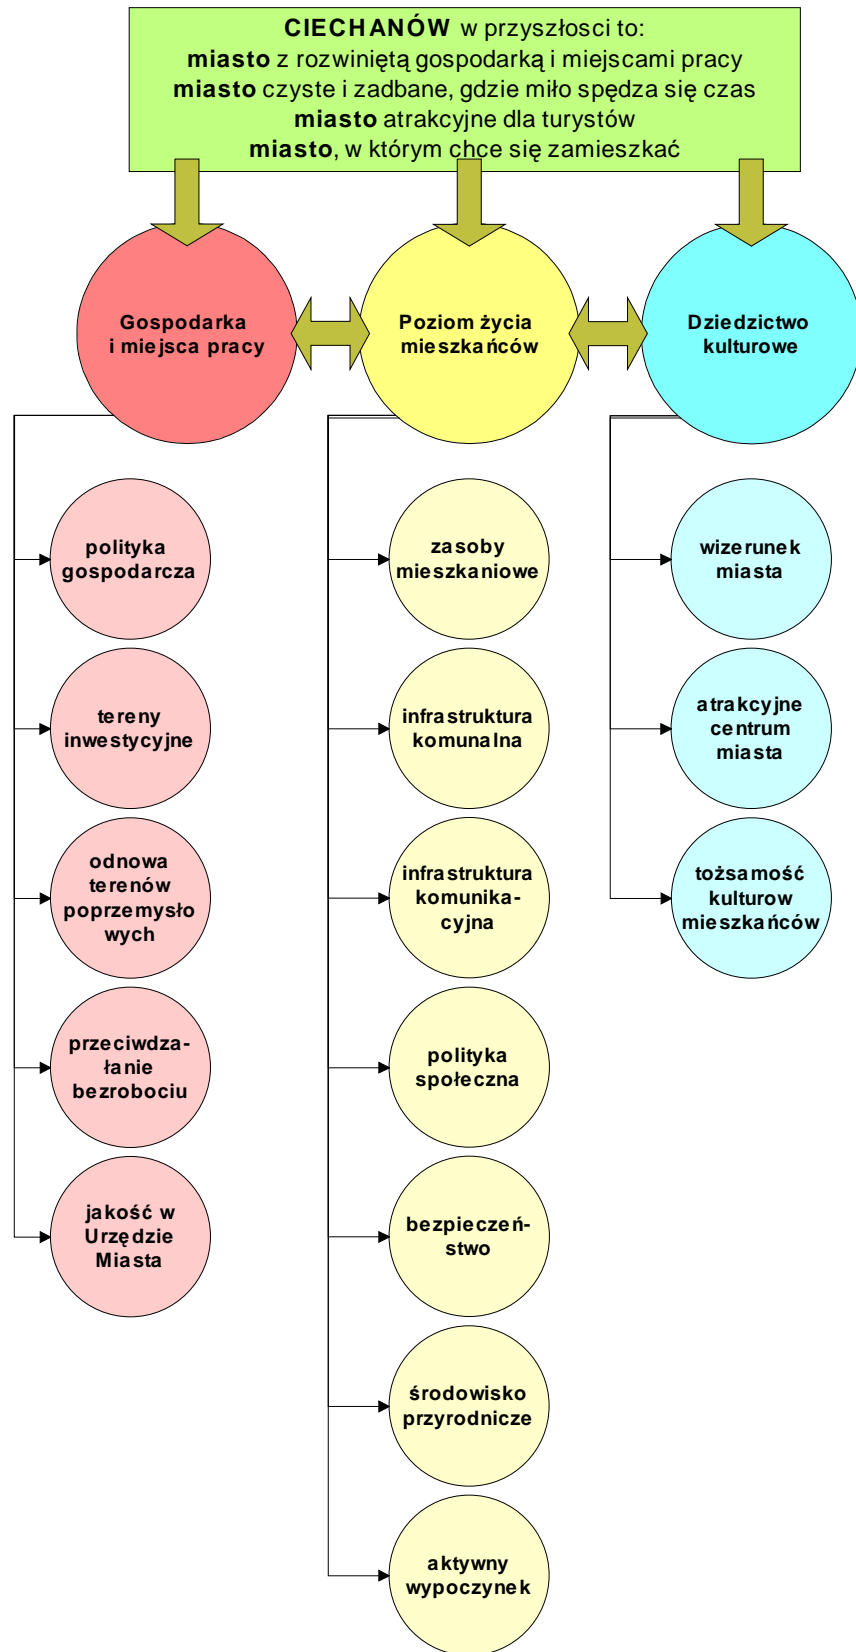 CIECHANÓW w przyszłosci to:
miasto z rozwiniętą gospodarką i miejscami pracy
miasto czyste i zadbane, gdzie miło spędza się czas
miasto atrakcyjne dla turystów
miasto, w którym chce się zamieszkać
Gospodarka
i miejsca pracy
Poziom życia
mieszkańców
Dziedzictwo
kulturowe
polityka
gospodarcza
tereny
inwestycyjne
odnowa
terenów
poprzemysło
wych
przeciwdza-
łanie
bezrobociu
jakość w
Urzędzie
Miasta
zasoby
mieszkaniowe
infrastruktura
komunalna
infrastruktura
komunika-
cyjna
polityka
społeczna
bezpieczeń-
stwo
środowisko
przyrodnicze
aktywny
wypoczynek
wizerunek
miasta
atrakcyjne
centrum
miasta
tożsamość
kulturow
mieszkańców